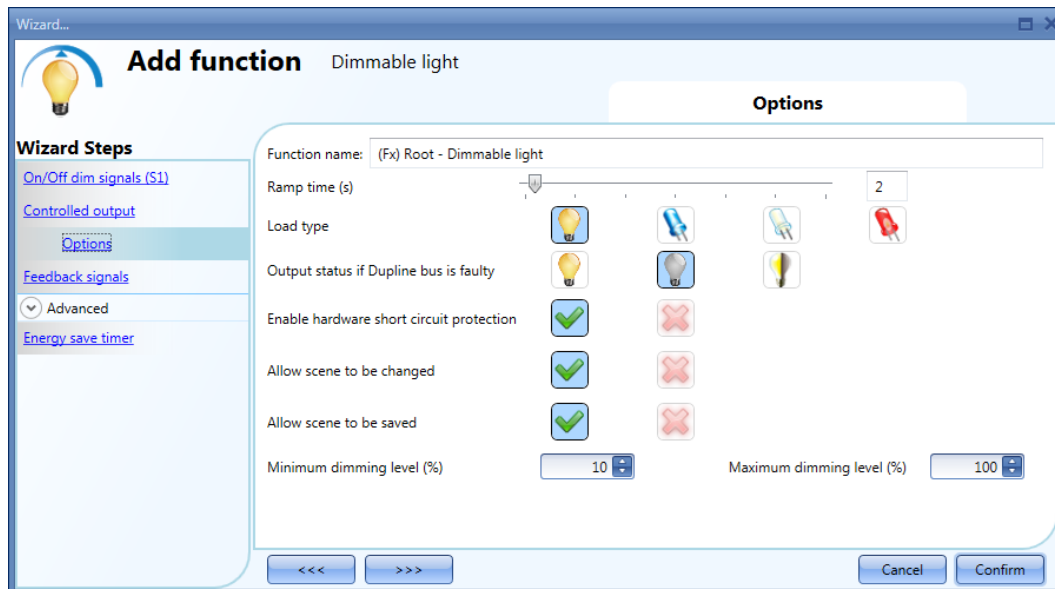 Wizard...
Add function Dimmable light
Options
Wizard Steps
On/Off dim signals (S1)
Controlled output
Options
Feedback signals
Advanced
Energy save timer
Function name: (Fx) Root - Dimmable light
Ramp time (s) 2
Load type
Output status if Dupline bus is faulty
Enable hardware short circuit protection
Allow scene to be changed
Allow scene to be saved
Minimum dimming level (%) 10 Maximum dimming level (%) 100
<<< >>> Cancel Confirm